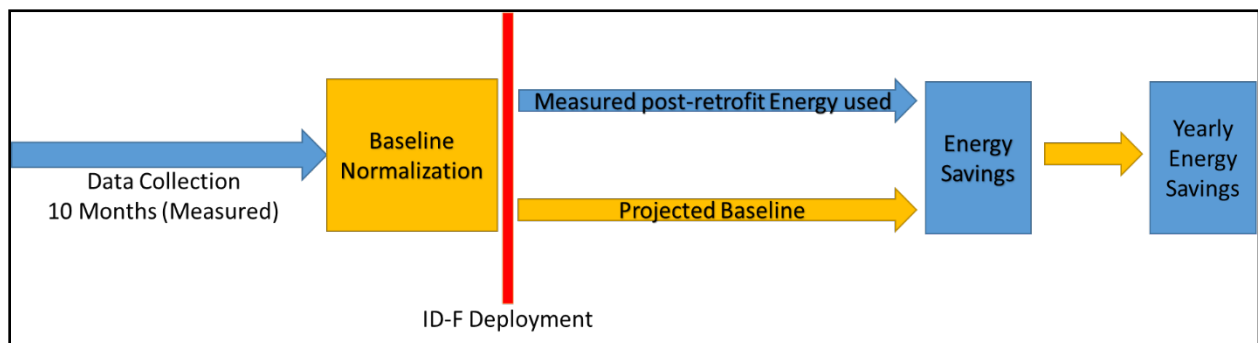 Data Collection
10 Months (Measured)
Baseline
Normalization
ID-F Deployment
Measured post-retrofit Energy used
Projected Baseline
Energy
Savings
Yearly
Energy
Savings